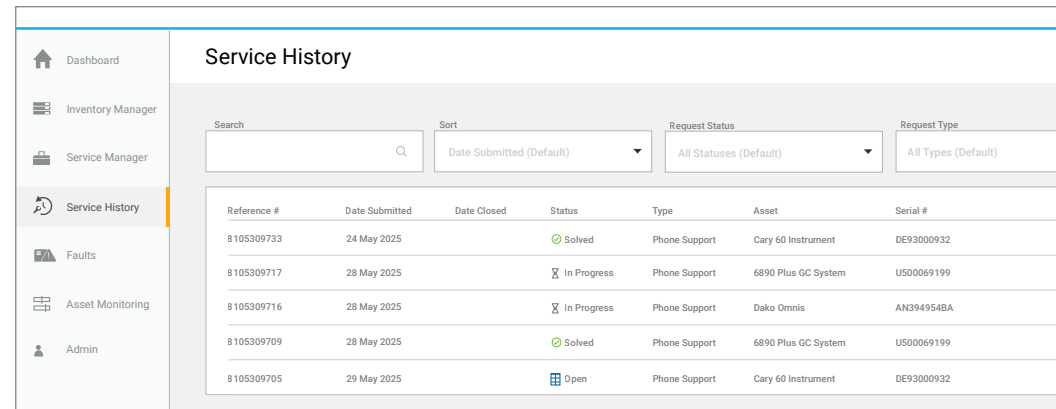 Service History
Dashboard
Inventory Manager
Service Manager
Service History
Faults
Asset Monitoring
Admin
Search
Sort
Request Status
Request Type
Date Submitted (Default)
All Statuses (Default)
All Types (Default)
Reference # Date Submitted Date Closed Status Type Asset Serial #
8105309733 24 May 2025 Solved Phone Support Cary 60 Instrument DE93000932
8105309717 28 May 2025 In Progress Phone Support 6890 Plus GC System U500069199
8105309716 28 May 2025 In Progress Phone Support Dako Omnis AN394954BA
8105309709 28 May 2025 Solved Phone Support 6890 Plus GC System U500069199
8105309705 29 May 2025 Open Phone Support Cary 60 Instrument DE93000932